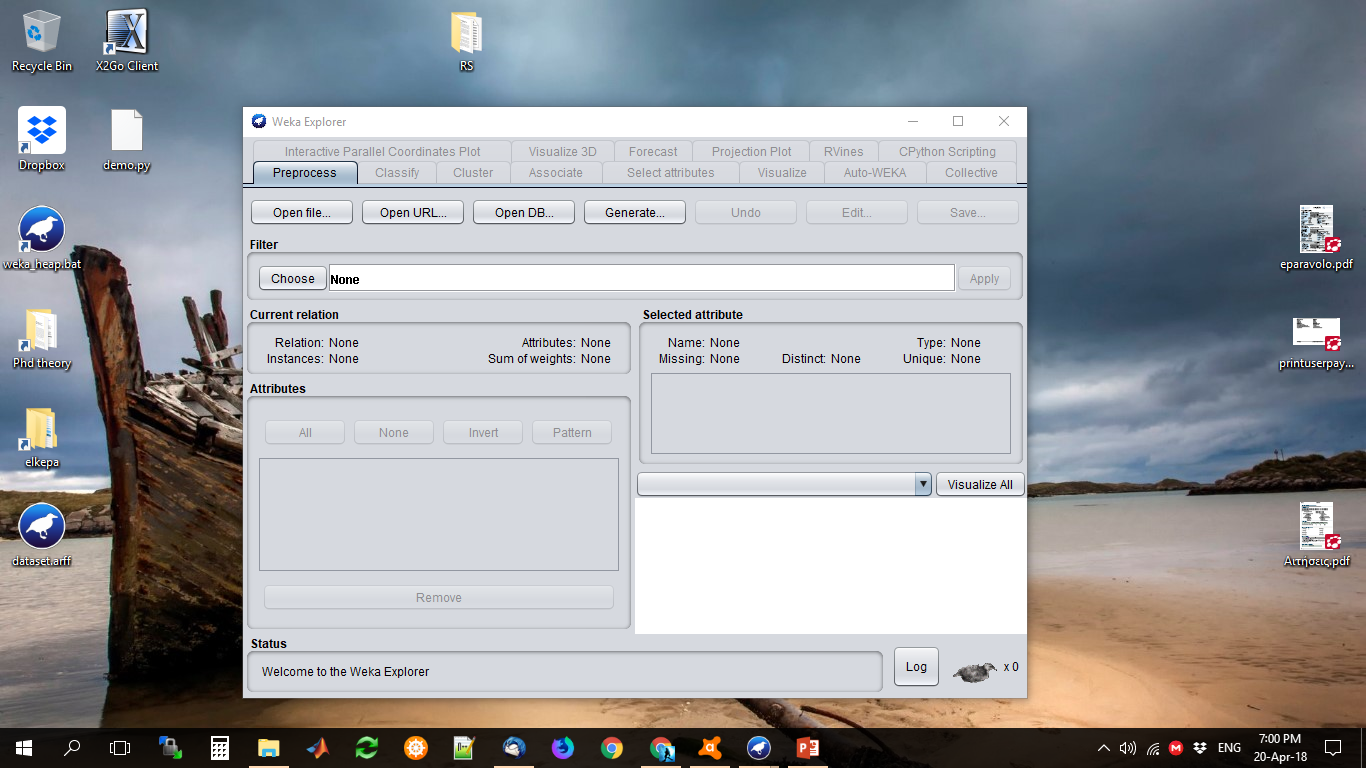 Recycle Bin
X2Go Client
RS
Dropbox
demo.py
weka_heap.bat
Phd theory
elkepa
dataset.arff
eparavolo.pdf
printuserpay...
Αιτήσεις.pdf
Weka Explorer
Interactive Parallel Coordinates Plot Visualize 3D Forecast Projection Plot RVines CPython Scripting
Preprocess Classify Cluster Associate Select attributes Visualize Auto-WEKA Collective
Open file... Open URL... Open DB... Generate... Undo Edit... Save...
Filter
Choose None Apply
Current relation
Relation: None Attributes: None
Instances: None Sum of weights: None
Attributes
All None Invert Pattern
Remove
Selected attribute
Name: None Type: None
Missing: None Distinct: None Unique: None
Visualize All
Status
Welcome to the Weka Explorer
Log x 0
ENG
7:00 PM
20-Apr-18